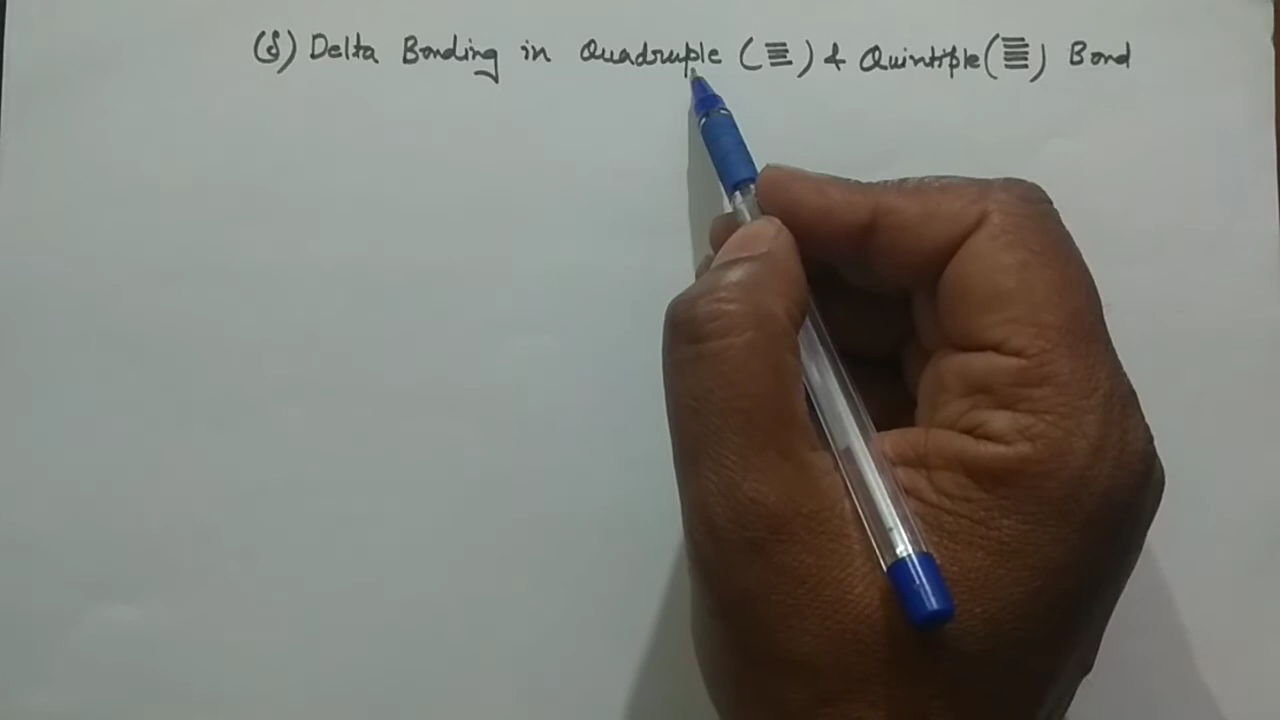 (δ) Delta Bonding in Quadruple (≣) & Quintiple (≣) Bond